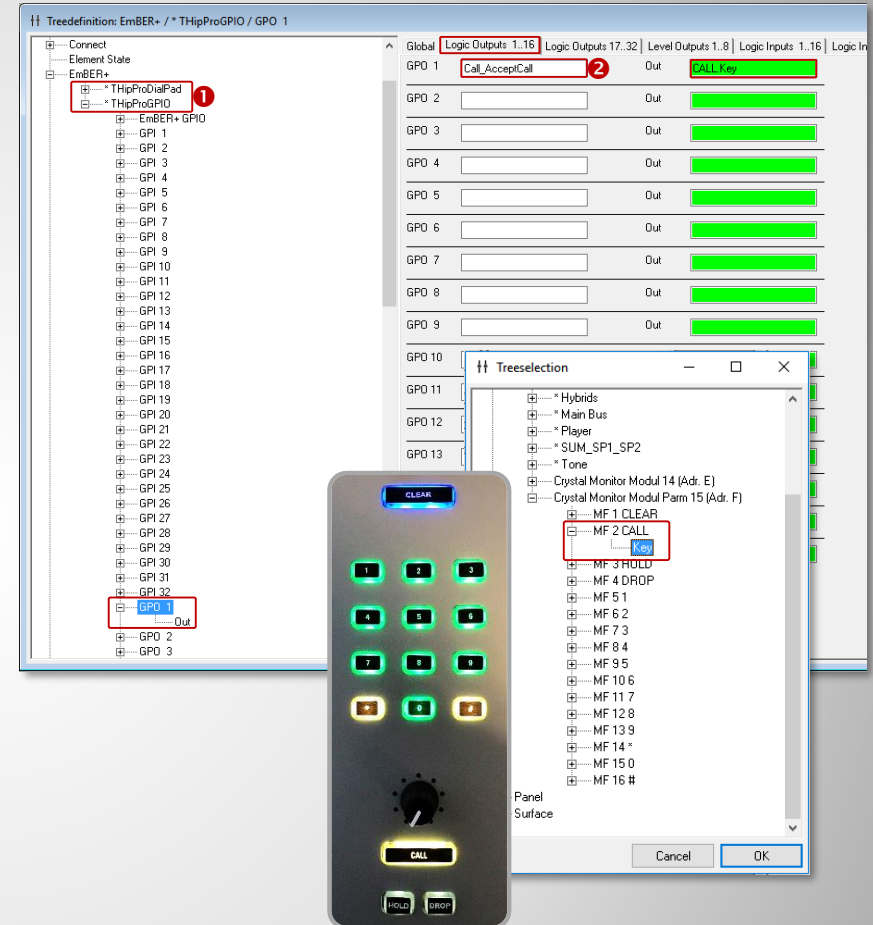 Treedefinition: EmBER+ / * THipProGPIO / GPO 1
Connect
Element State
EmBER+
* THipProDialPad
* THipProGPIO
1
EmBER+ GPIO
GPI 1
GPI 2
GPI 3
GPI 4
GPI 5
GPI 6
GPI 7
GPI 8
GPI 9
GPI 10
GPI 11
GPI 12
GPI 13
GPI 14
GPI 15
GPI 16
GPI 17
GPI 18
GPI 19
GPI 20
GPI 21
GPI 22
GPI 23
GPI 24
GPI 25
GPI 26
GPI 27
GPI 28
GPI 29
GPI 30
GPI 31
GPI 32
GPO 1
Out
GPO 2
GPO 3
Global Logic Outputs 1..16 Logic Outputs 17..32 Level Outputs 1..8 Logic Inputs 1..16 Logic In
GPO 1 Call_AcceptCall 2 Out CALL.Key
GPO 2 Out
GPO 3 Out
GPO 4 Out
GPO 5 Out
GPO 6 Out
GPO 7 Out
GPO 8 Out
GPO 9 Out
GPO 10
GPO 11
GPO 12
GPO 13
Treeselection
* Hybrids
* Main Bus
* Player
* SUM_SP1_SP2
* Tone
Crystal Monitor Modul 14 (Adr. E)
Crystal Monitor Modul Parm 15 (Adr. F)
MF 1 CLEAR
MF 2 CALL
Key
MF 3 HOLD
MF 4 DROP
MF 5 1
MF 6 2
MF 7 3
MF 8 4
MF 9 5
MF 10 6
MF 11 7
MF 12 8
MF 13 9
MF 14 *
MF 15 0
MF 16 #
Panel
Surface
Cancel OK
CLEAR
1 2 3
4 5 6
7 8 9
* 0 #
CALL
HOLD DROP